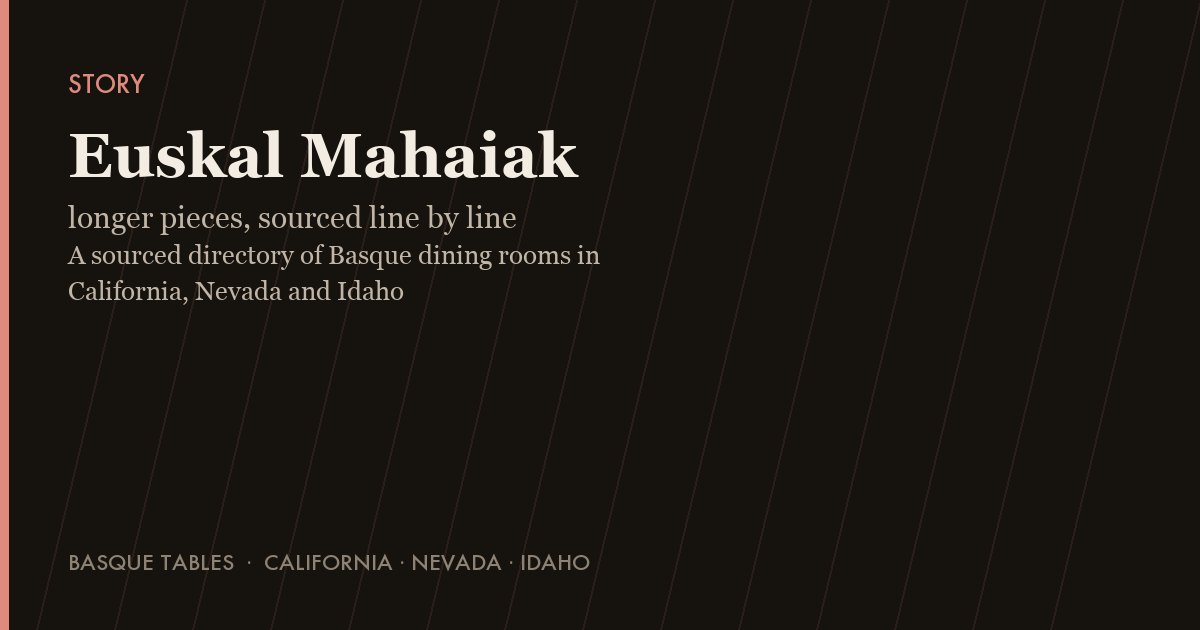 STORY
Euskal Mahaiak
longer pieces, sourced line by line
A sourced directory of Basque dining rooms in
California, Nevada and Idaho
BASQUE TABLES · CALIFORNIA · NEVADA · IDAHO